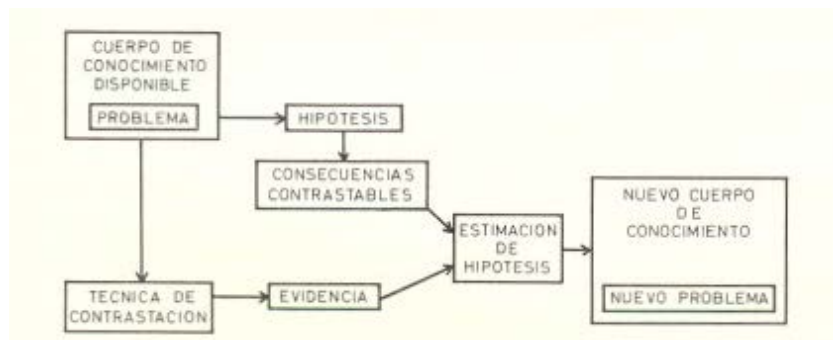 CUERPO DE
CONOCIMIENTO
DISPONIBLE
PROBLEMA
HIPOTESIS
CONSECUENCIAS
CONTRASTABLES
ESTIMACION
DE
HIPOTESIS
NUEVO CUERPO
DE
CONOCIMIENTO
NUEVO PROBLEMA
TECNICA DE
CONTRASTACION
EVIDENCIA